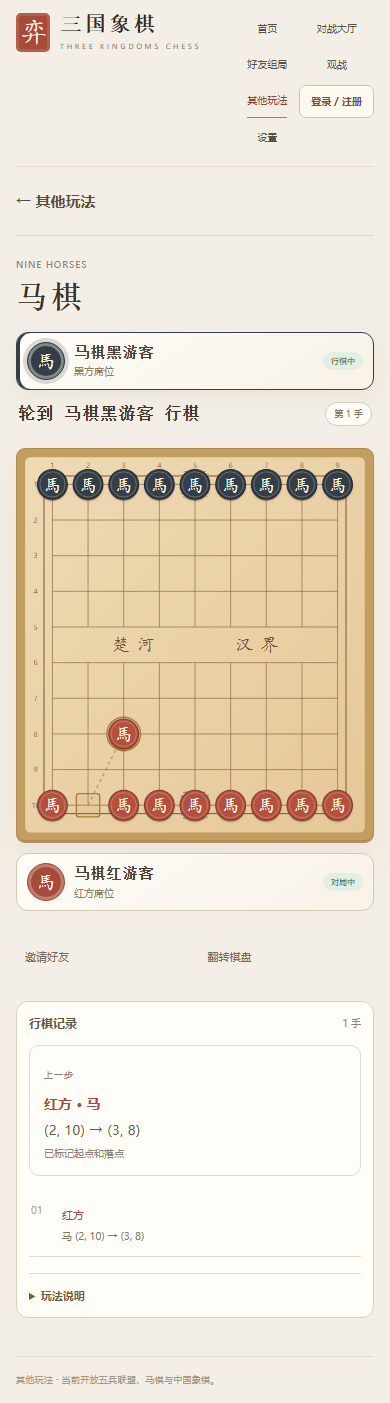 弈 三国象棋
THREE KINGDOMS CHESS
首页 对战大厅
好友组局 观战
其他玩法 登录 / 注册
设置
← 其他玩法
NINE HORSES
马棋
馬 马棋黑游客
黑方席位
行棋中
轮到 马棋黑游客 行棋
第 1 手
1 2 3 4 5 6 7 8 9
馬 馬 馬 馬 馬 馬 馬 馬 馬
2
3
4
5
楚河 汉界
6
7
8 馬
9
馬 馬 馬 馬 馬 馬 馬 馬
馬 马棋红游客
红方席位
对局中
邀请好友 翻转棋盘
行棋记录 1 手
上一步
红方 • 马
(2, 10) → (3, 8)
已标记起点和落点
01 红方
马 (2, 10) → (3, 8)
▶ 玩法说明
其他玩法 · 当前开放五兵联盟、马棋与中国象棋。